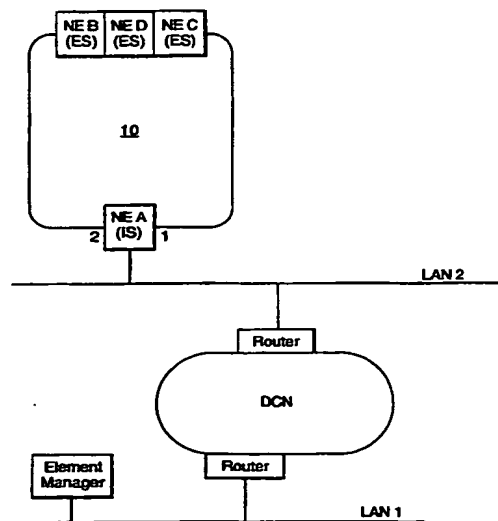 NE B NE D NE C
(ES) (ES) (ES)
10
NE A
(IS)
2 1
LAN 2
Router
DCN
Element
Manager
Router
LAN 1